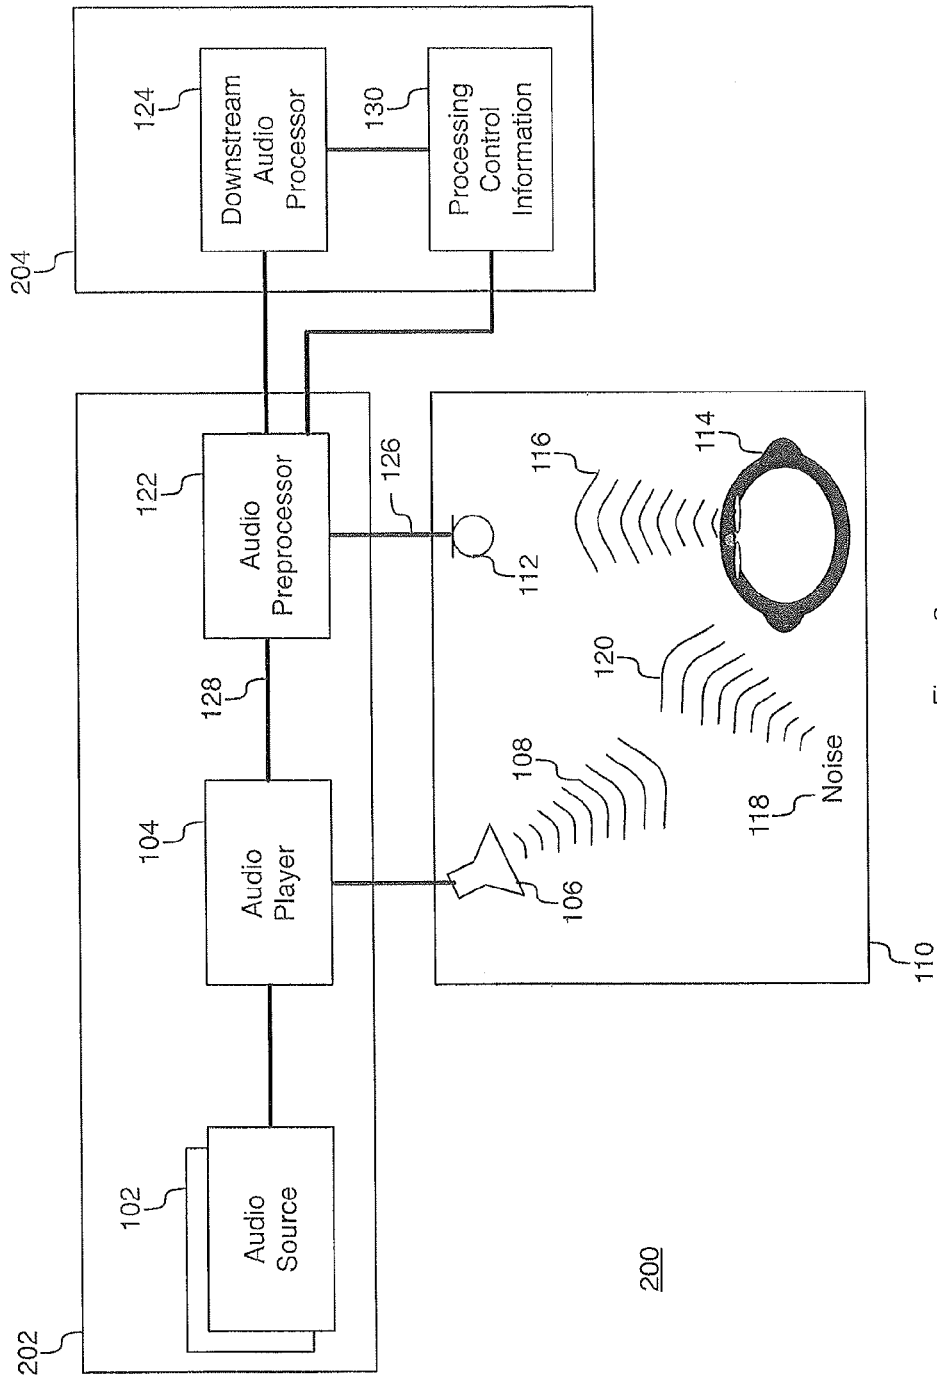 202
102
Audio
Source
104
Audio
Player
128
122
Audio
Preprocessor
204
124
Downstream
Audio
Processor
130
Processing
Control
Information
126
106
108
112
116
120
114
118
Noise
110
200